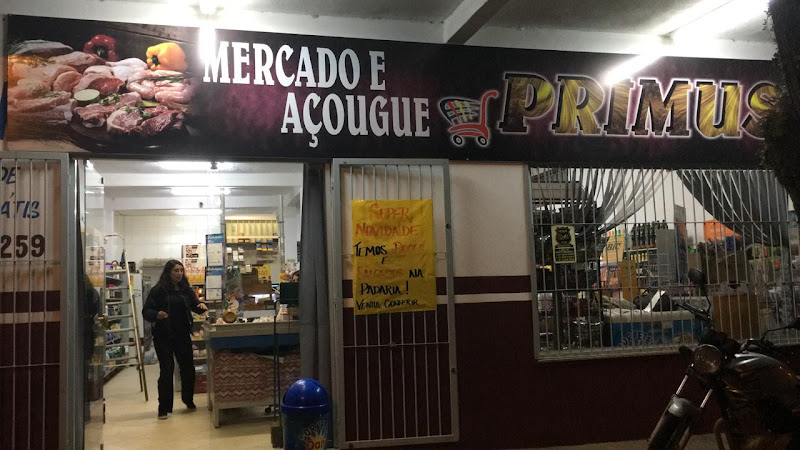 MERCADO E
AÇOUGUE
PRIMUS
SUPER
NOVIDADE
TEMOS
E
SALGADOS NA
PADARIA!
VENHA CONFERIR
259